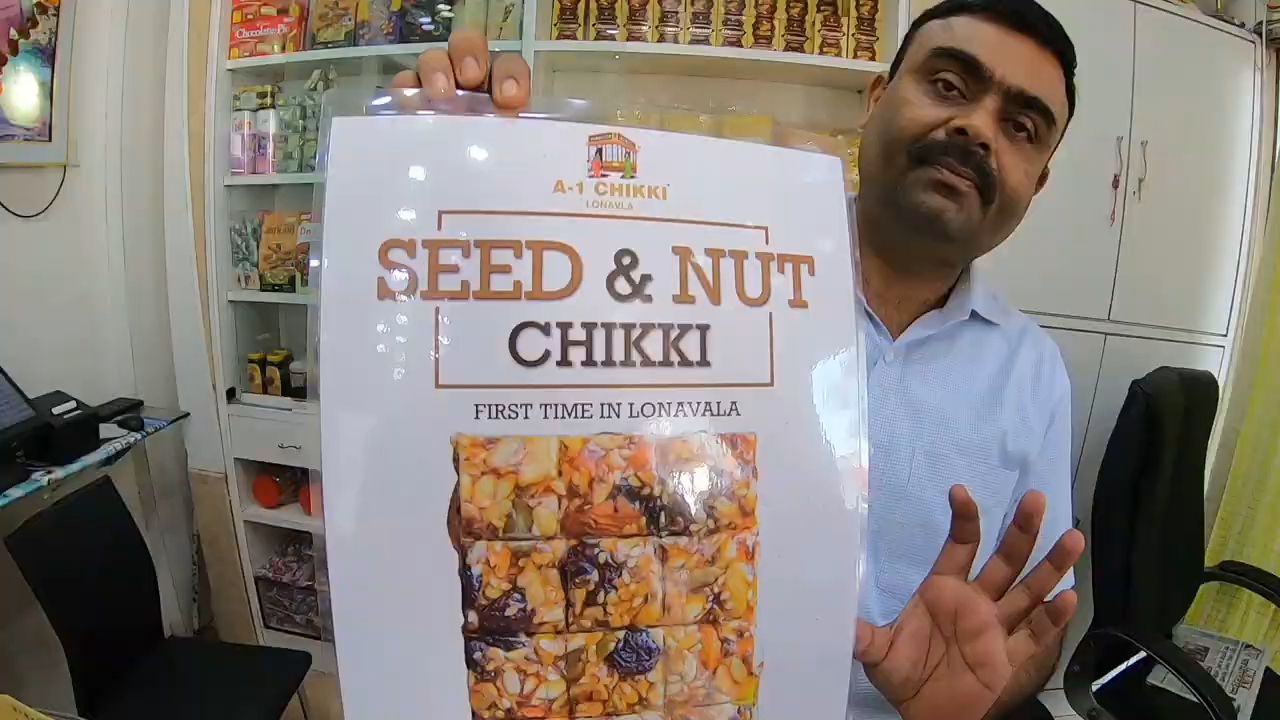 A-1 CHIKKI
LONAVLA
SEED & NUT
CHIKKI
FIRST TIME IN LONAVALA